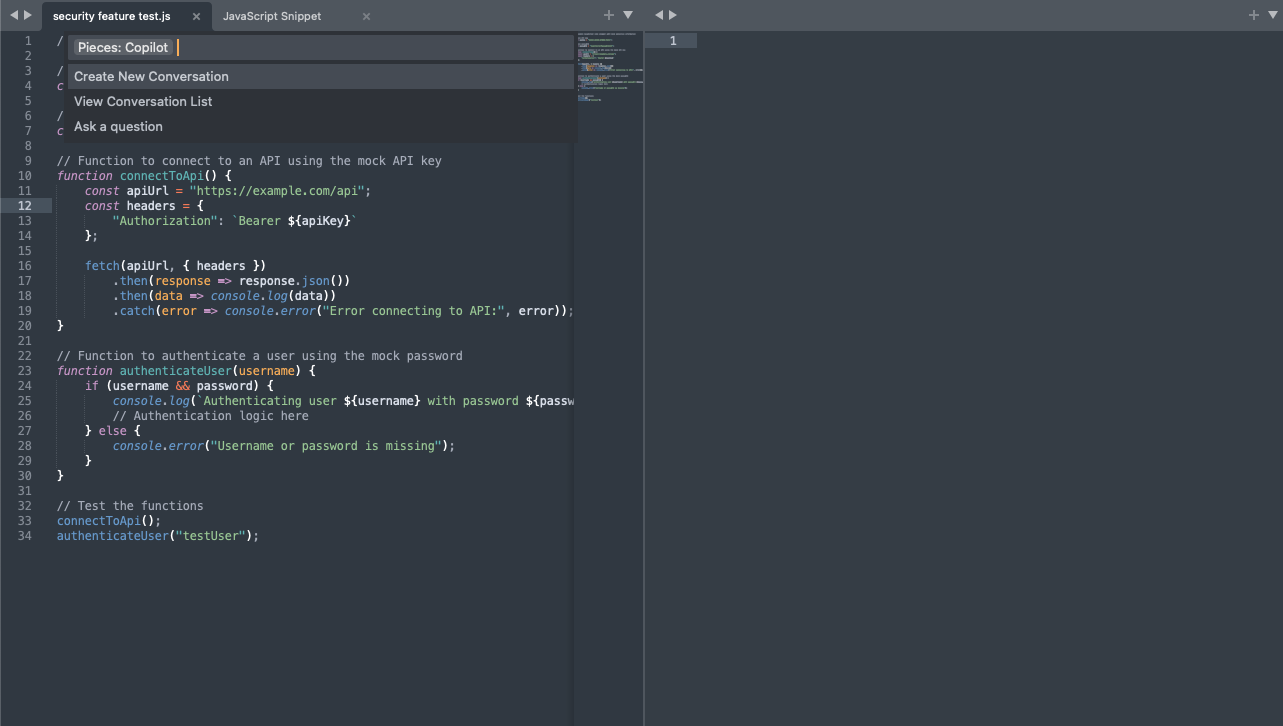 security feature test.js
JavaScript Snippet
Pieces: Copilot
Create New Conversation
View Conversation List
Ask a question
1 /
2
3 /
4 c
5
6 /
7 c
8
9 // Function to connect to an API using the mock API key
10 function connectToApi() {
11 const apiUrl = "https://example.com/api";
12 const headers = {
13 "Authorization": `Bearer ${apiKey}`
14 };
15
16 fetch(apiUrl, { headers })
17 .then(response => response.json())
18 .then(data => console.log(data))
19 .catch(error => console.error("Error connecting to API:", error));
20 }
21
22 // Function to authenticate a user using the mock password
23 function authenticateUser(username) {
24 if (username && password) {
25 console.log(`Authenticating user ${username} with password ${passw
26 // Authentication logic here
27 } else {
28 console.error("Username or password is missing");
29 }
30 }
31
32 // Test the functions
33 connectToApi();
34 authenticateUser("testUser");
1